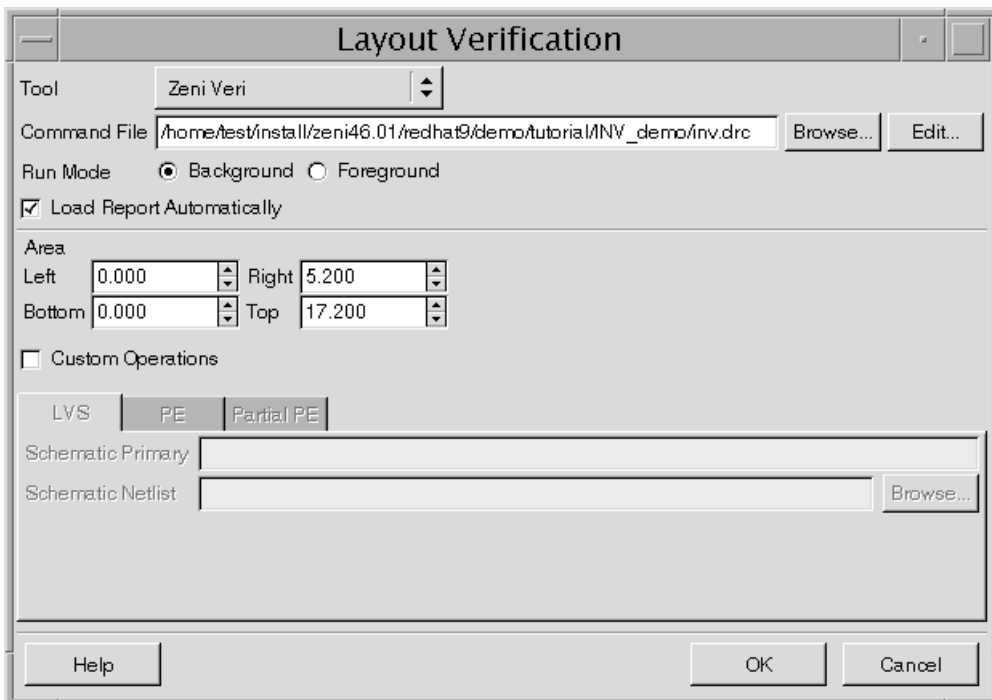 Layout Verification
Tool Zeni Veri
Command File /home/test/install/zeni46.01/redhat9/demo/tutorial/INV_demo/inv.drc Browse... Edit...
Run Mode Background Foreground
Load Report Automatically
Area
Left 0.000 Right 5.200
Bottom 0.000 Top 17.200
Custom Operations
LVS PE Partial PE
Schematic Primary
Schematic Netlist Browse...
Help OK Cancel